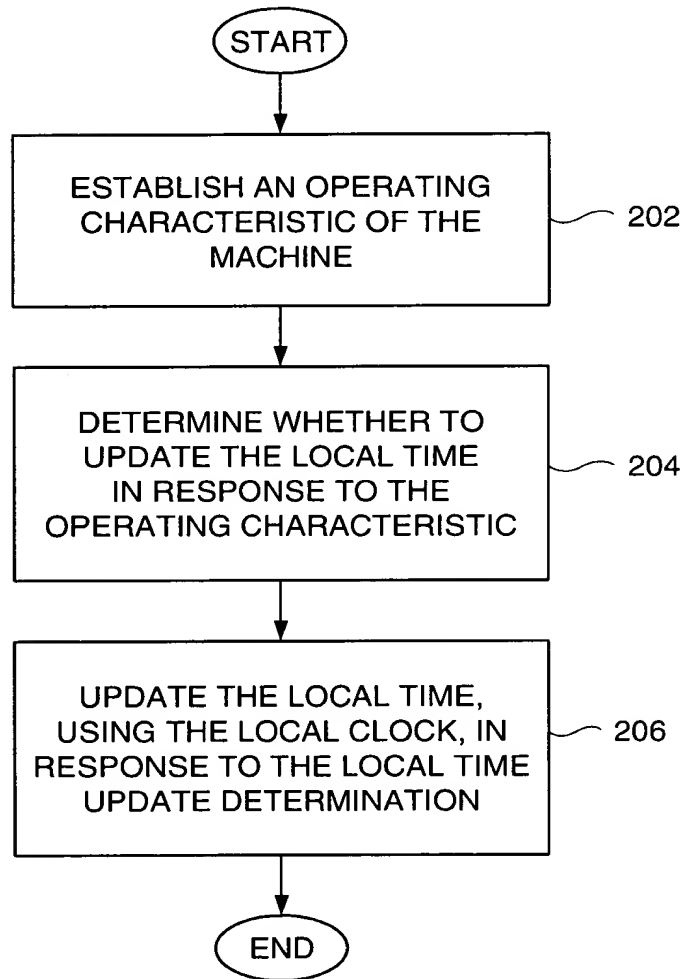 START
ESTABLISH AN OPERATING
CHARACTERISTIC OF THE
MACHINE
202
DETERMINE WHETHER TO
UPDATE THE LOCAL TIME
IN RESPONSE TO THE
OPERATING CHARACTERISTIC
204
UPDATE THE LOCAL TIME,
USING THE LOCAL CLOCK, IN
RESPONSE TO THE LOCAL TIME
UPDATE DETERMINATION
206
END